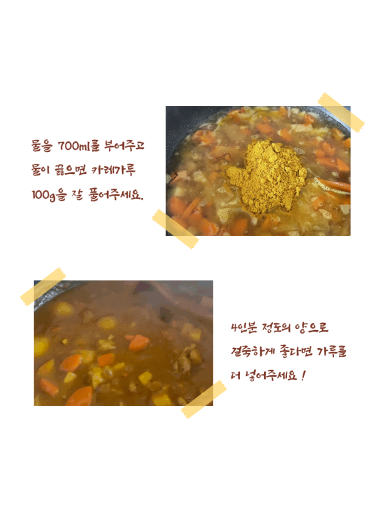 물을 700ml를 부어주고
물이 끓으면 카레가루
100g을 잘 풀어주세요.
4인분 정도의 양으로
걸쭉하게 좋다면 가루를
더 넣어주세요!